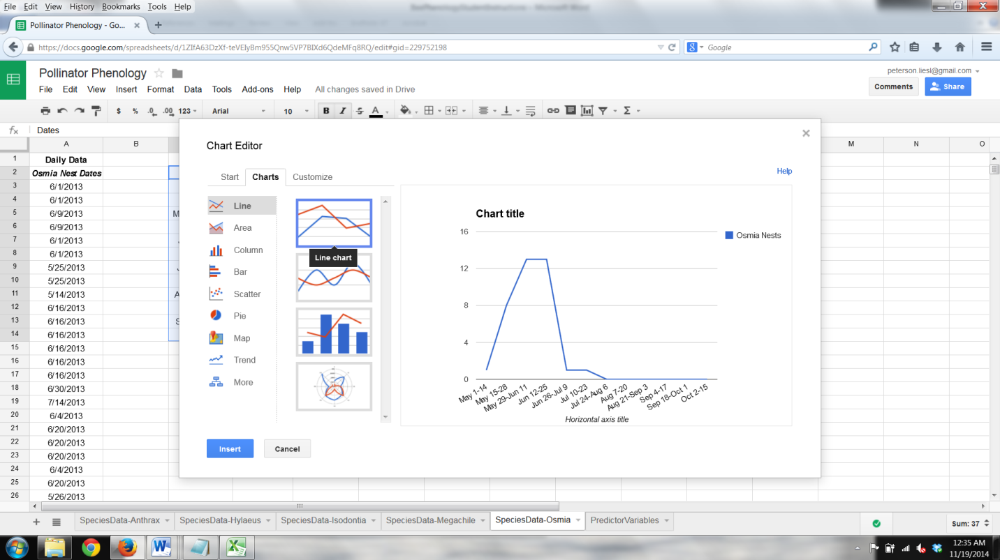 File Edit View History Bookmarks Tools Help
Pollinator Phenology - Go... × +
https://docs.google.com/spreadsheets/d/1ZIfA63DzXf-teVEIyBm955Qnw5VP7BIXd6QdeMFq8RQ/edit#gid=229752198
8 Google
Pollinator Phenology
peterson.liesl@gmail.com
File Edit View Insert Format Data Tools Add-ons Help All changes saved in Drive
Comments Share
$ % .0 .00 123 Arial 10 B I S A Σ
fx Dates
A B M N O
1 Daily Data
2 Osmia Nest Dates
3 6/1/2013
4 6/1/2013
5 6/9/2013 M
6 6/9/2013
7 6/1/2013
8 6/1/2013
9 5/25/2013
10 5/25/2013
11 5/14/2013 A
12 6/16/2013
13 6/16/2013 S
14 6/16/2013
15 6/16/2013
16 6/16/2013
17 6/16/2013
18 6/30/2013
19 7/14/2013
20 6/4/2013
21 6/20/2013
22 6/20/2013
23 6/20/2013
24 6/4/2013
25 6/20/2013
26 5/26/2013
Chart Editor
Start Charts Customize
Help
Line
Area
Column
Bar
Scatter
Pie
Map
Trend
More
Line chart
Chart title
Osmia Nests
16
12
8
4
0
May 1-14
May 15-28
May 29-Jun 11
Jun 12-25
Jun 26-Jul 9
Jul 10-23
Jul 24-Aug 6
Aug 7-20
Aug 21-Sep 3
Sep 4-17
Sep 18-Oct 1
Oct 2-15
Horizontal axis title
Insert Cancel
SpeciesData-Anthrax SpeciesData-Hylaeus SpeciesData-Isodontia SpeciesData-Megachile SpeciesData-Osmia PredictorVariables
Sum: 37
12:35 AM
11/19/2014